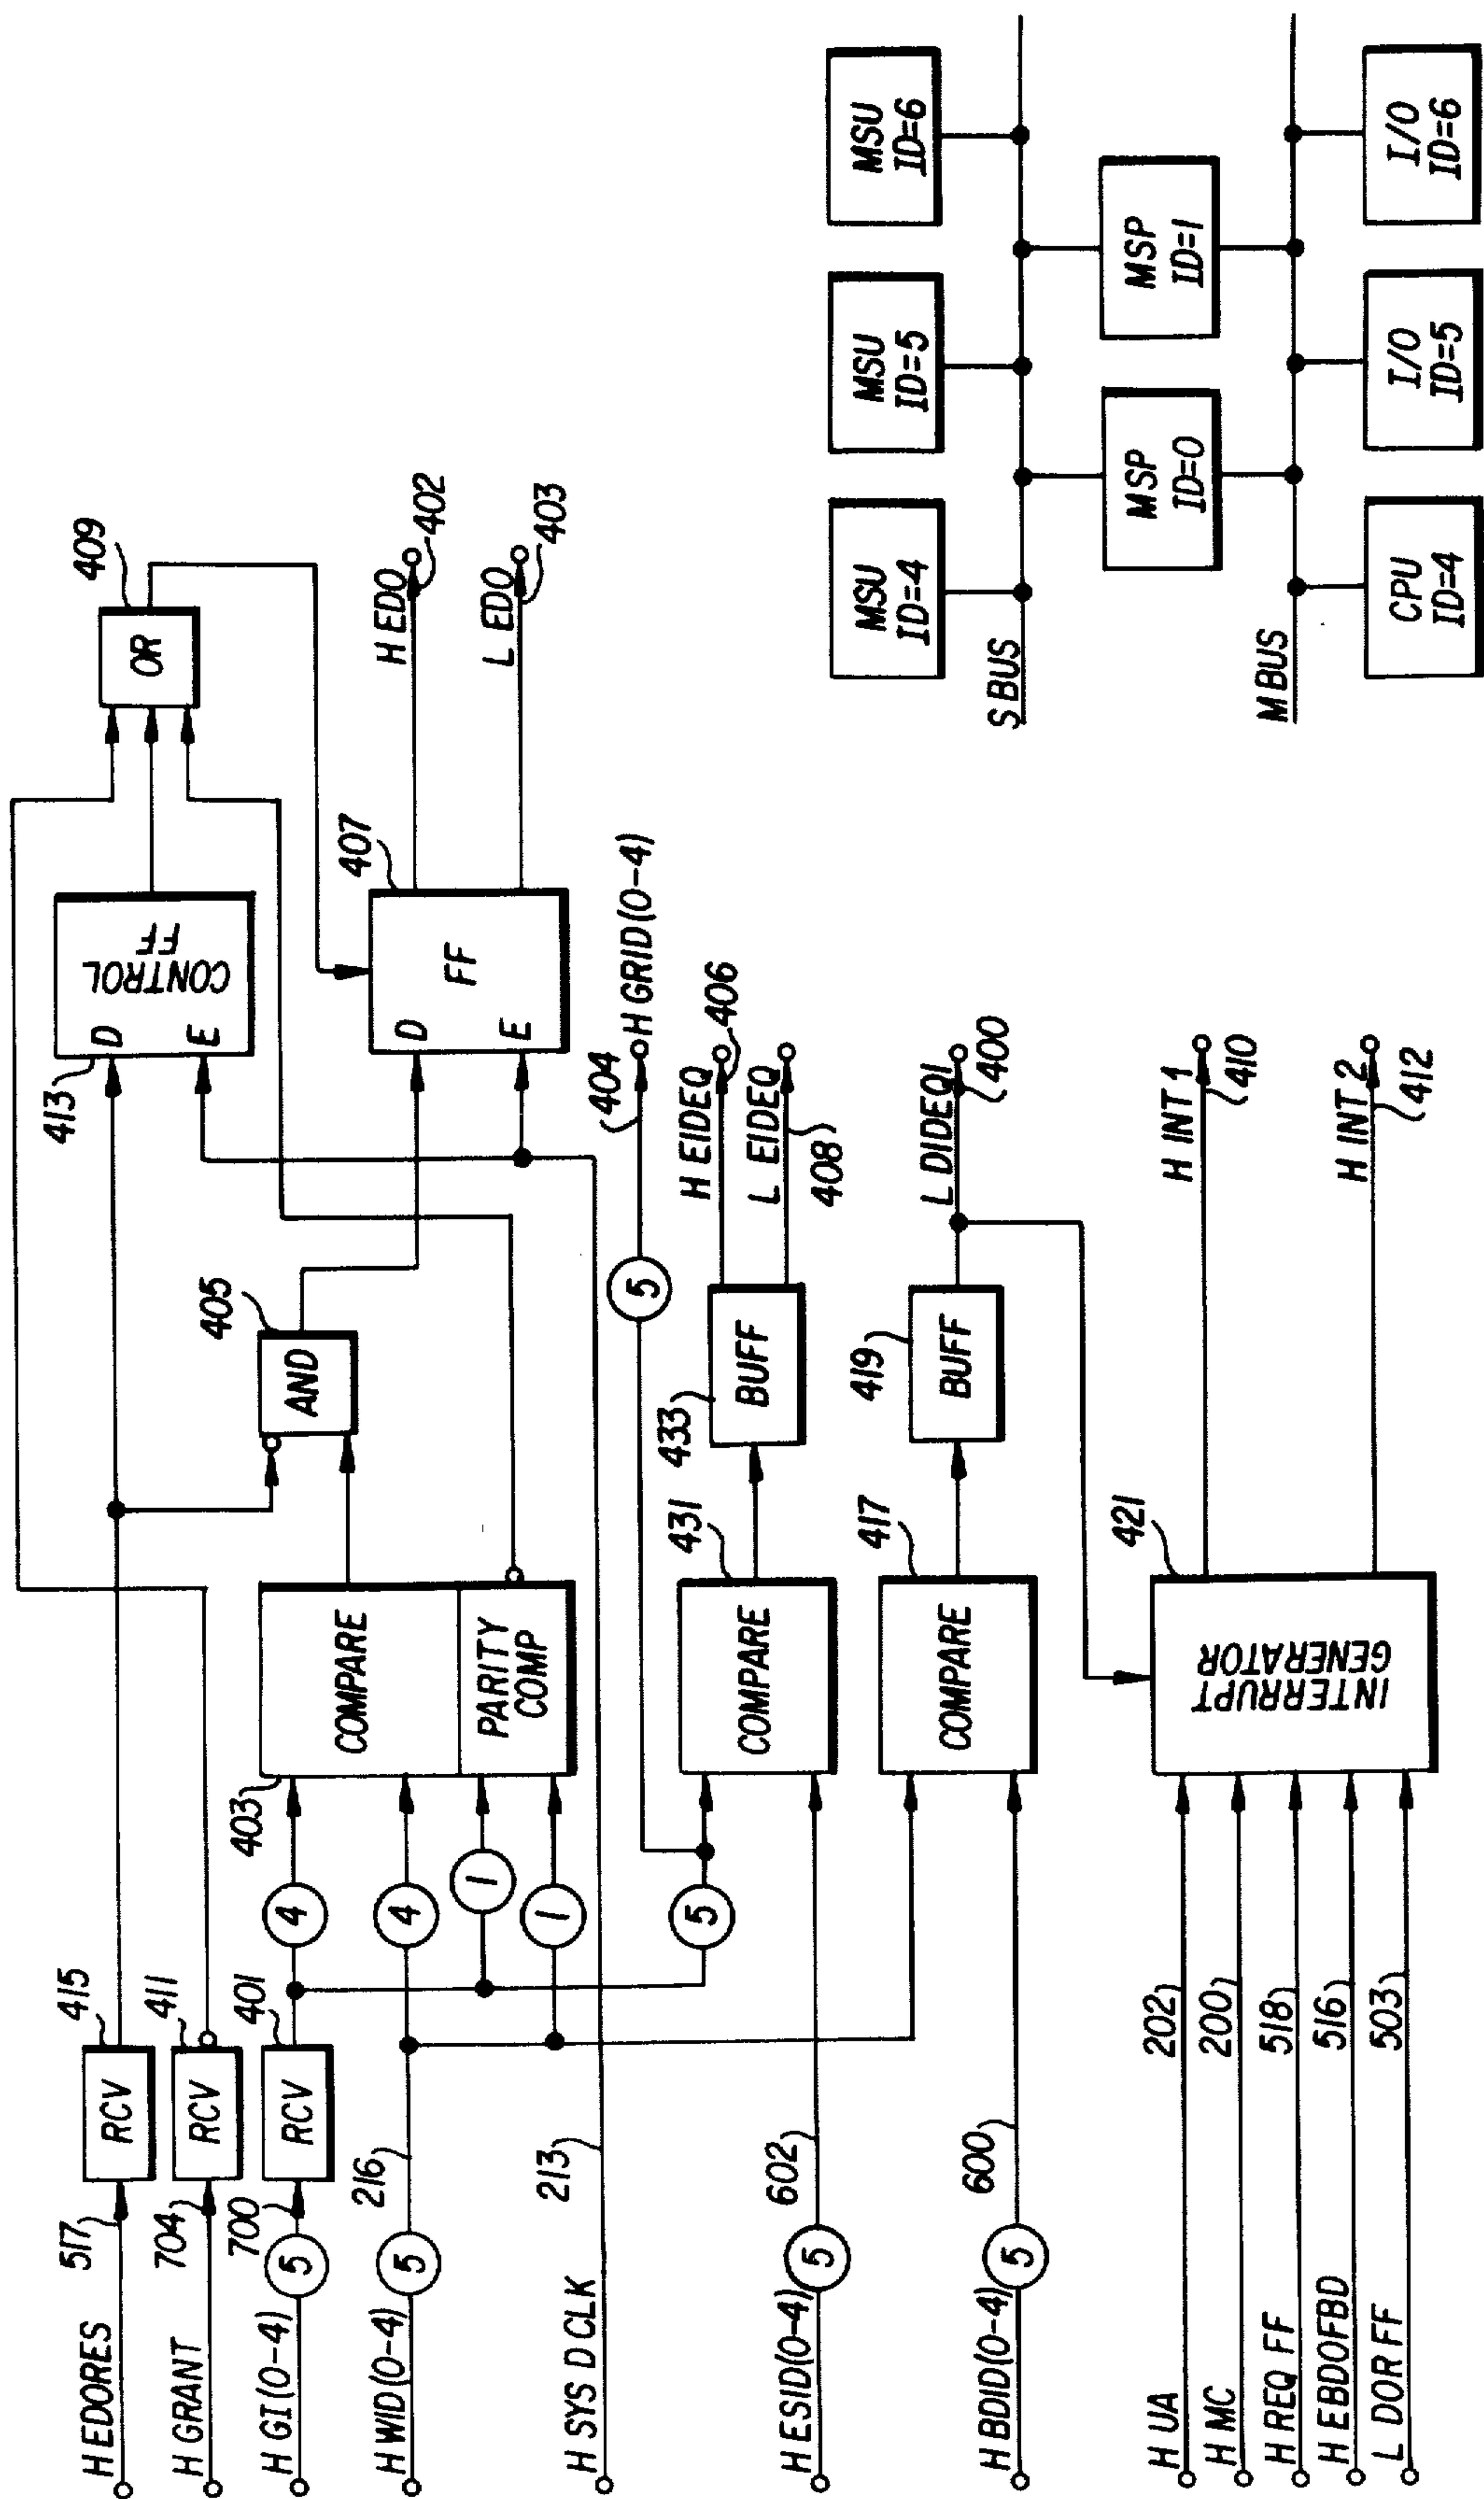 H EDORES
517
RCV
415
H GRANT
704
RCV
411
H GI(0-4)
5
700
RCV
401
H WID(0-4)
5
216
H SYS D CLK
213
4
4
1
1
5
403
COMPARE
PARITY
COMP
AND
405
413
D
E
CONTROL
FF
OR
409
407
D
E
FF
H EDO
402
L EDO
403
5
404
H GRID(0-4)
H ESID(0-4)
5
602
431
COMPARE
433
BUFF
H EIDEQ
406
L EIDEQ
408
H BDID(0-4)
5
600
417
COMPARE
419
BUFF
L DIDEQ1
400
H UA
202
H MC
200
H REQ FF
518
H EBDOFBD
516
L DOR FF
503
421
INTERRUPT
GENERATOR
H INT 1
410
H INT 2
412
MSU
ID=4
MSU
ID=5
MSU
ID=6
S BUS
MSP
ID=0
MSP
ID=1
M BUS
CPU
ID=4
I/O
ID=5
I/O
ID=6